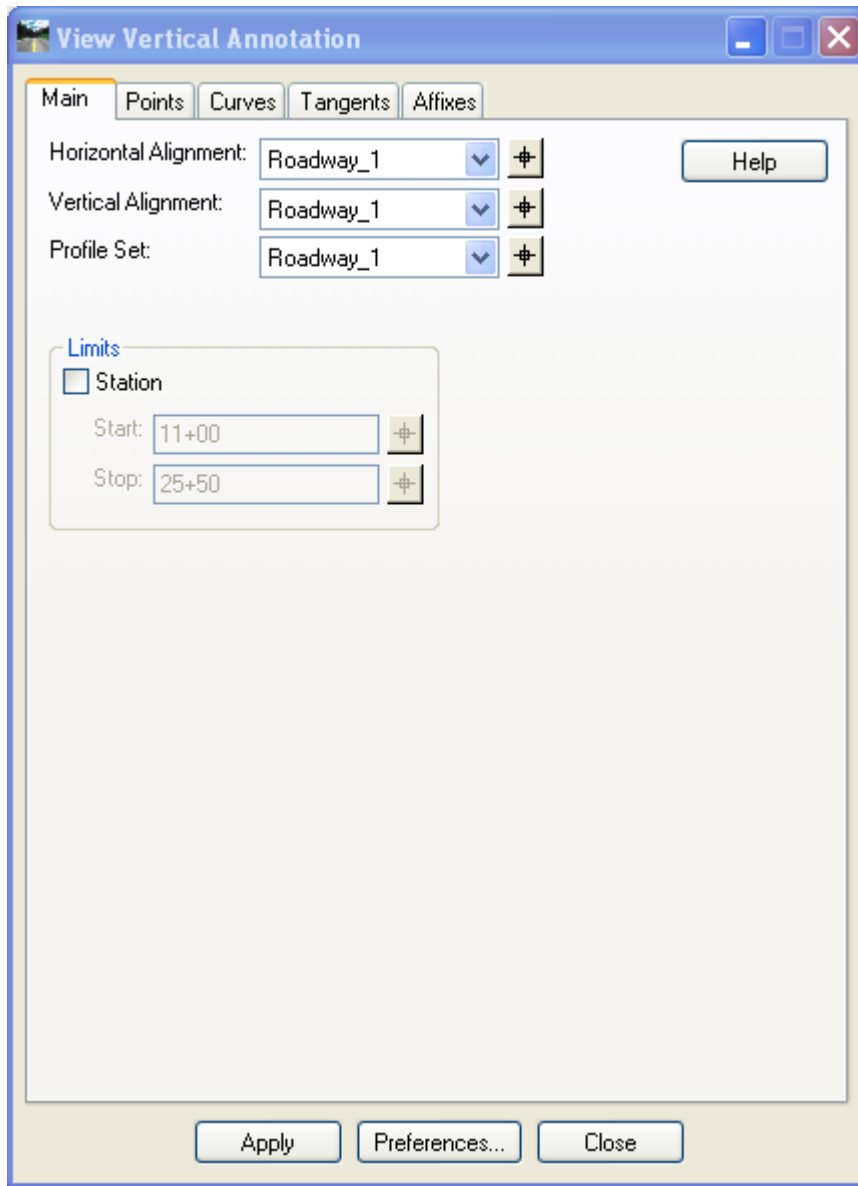 View Vertical Annotation
Main Points Curves Tangents Affixes
Horizontal Alignment: Roadway_1 Help
Vertical Alignment: Roadway_1
Profile Set: Roadway_1
Limits
Station
Start: 11+00
Stop: 25+50
Apply Preferences... Close